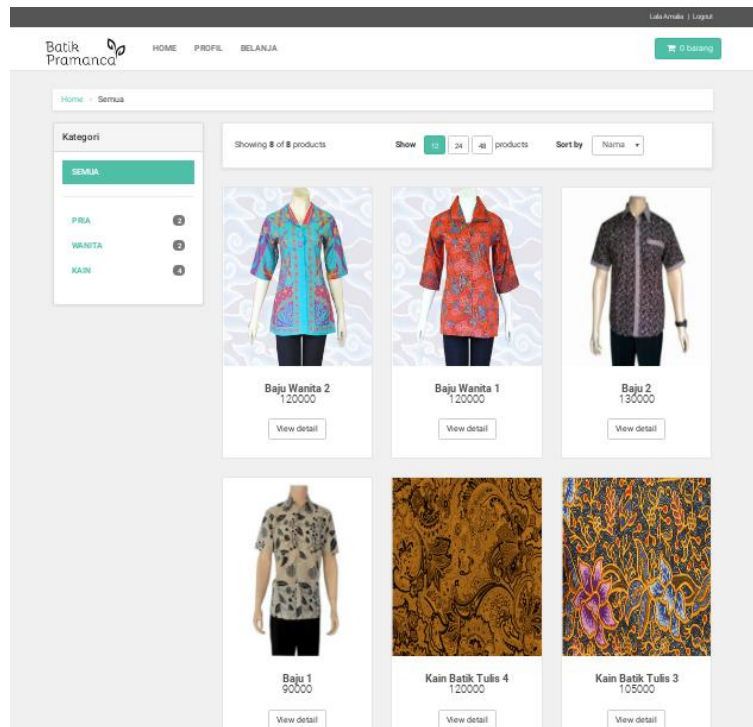 Lala Amalia | Logout
Batik
Pramanca
HOME PROFIL BELANJA
0 barang
Home > Semua
Kategori
SEMUA
PRIA 2
WANITA 2
KAIN 4
Showing 8 of 8 products Show 12 24 48 products Sort by Nama
Baju Wanita 2
120000
View detail
Baju Wanita 1
120000
View detail
Baju 2
130000
View detail
Baju 1
90000
View detail
Kain Batik Tulis 4
120000
View detail
Kain Batik Tulis 3
105000
View detail